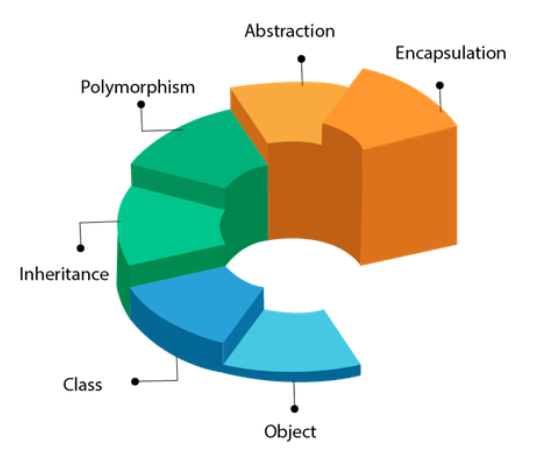 Abstraction
Encapsulation
Polymorphism
Inheritance
Class
Object